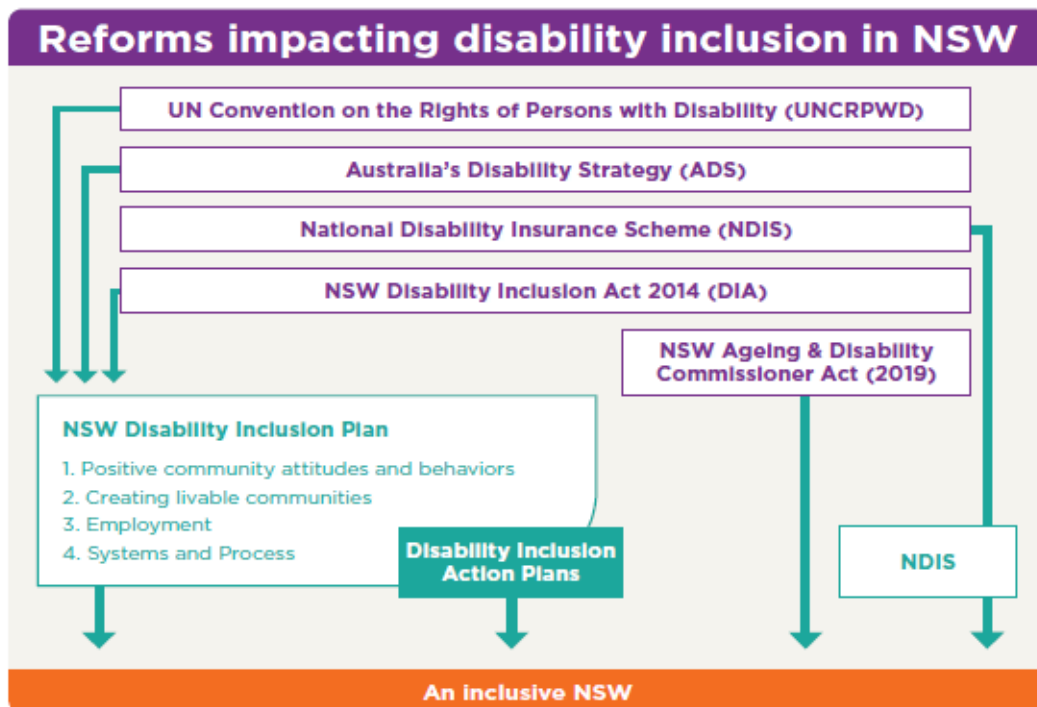 Reforms impacting disability inclusion in NSW
UN Convention on the Rights of Persons with Disability (UNCRPWD)
Australia's Disability Strategy (ADS)
National Disability Insurance Scheme (NDIS)
NSW Disability Inclusion Act 2014 (DIA)
NSW Ageing & Disability
Commissioner Act (2019)
NSW Disability Inclusion Plan
1. Positive community attitudes and behaviors
2. Creating livable communities
3. Employment
4. Systems and Process
Disability Inclusion
Action Plans
NDIS
An inclusive NSW